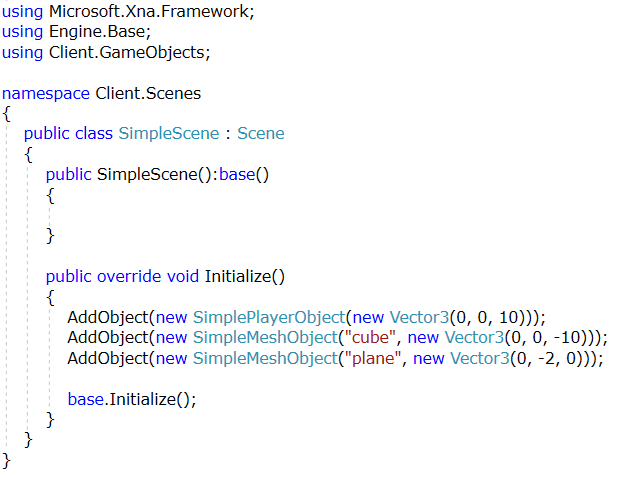 using Microsoft.Xna.Framework;
using Engine.Base;
using Client.GameObjects;

namespace Client.Scenes
{
    public class SimpleScene : Scene
    {
        public SimpleScene():base()
        {

        }

        public override void Initialize()
        {
            AddObject(new SimplePlayerObject(new Vector3(0, 0, 10)));
            AddObject(new SimpleMeshObject("cube", new Vector3(0, 0, -10)));
            AddObject(new SimpleMeshObject("plane", new Vector3(0, -2, 0)));

            base.Initialize();
        }
    }
}